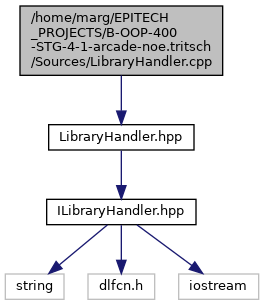 /home/marg/EPITECH
_PROJECTS/B-OOP-400
-STG-4-1-arcade-noe.tritsch
/Sources/LibraryHandler.cpp
LibraryHandler.hpp
ILibraryHandler.hpp
string
dlfcn.h
iostream